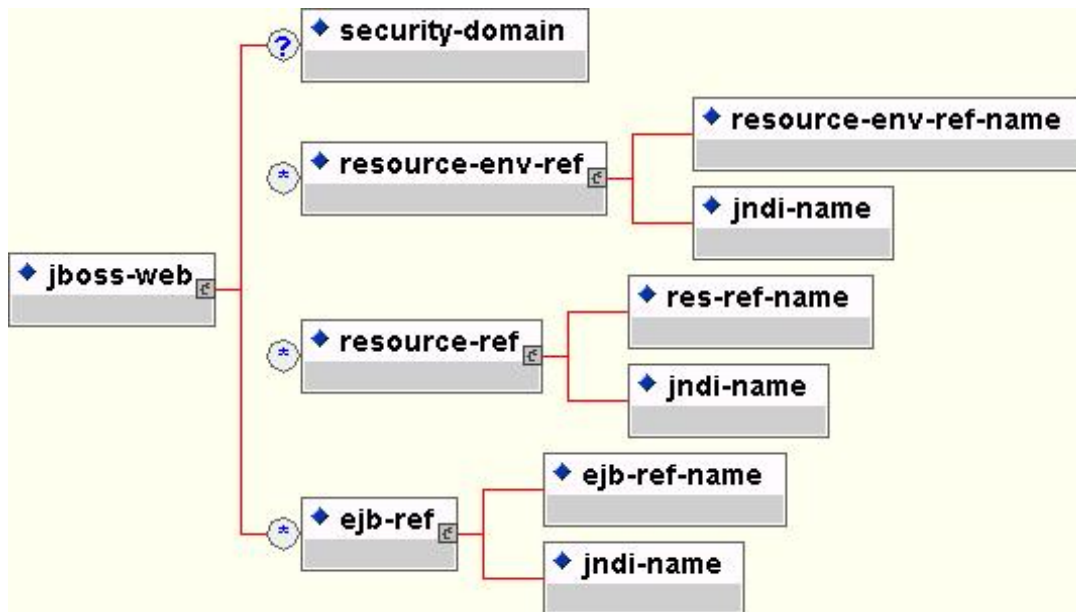 security-domain
?
resource-env-ref-name
resource-env-ref
*
jndi-name
jboss-web
res-ref-name
resource-ref
*
jndi-name
ejb-ref-name
ejb-ref
*
jndi-name